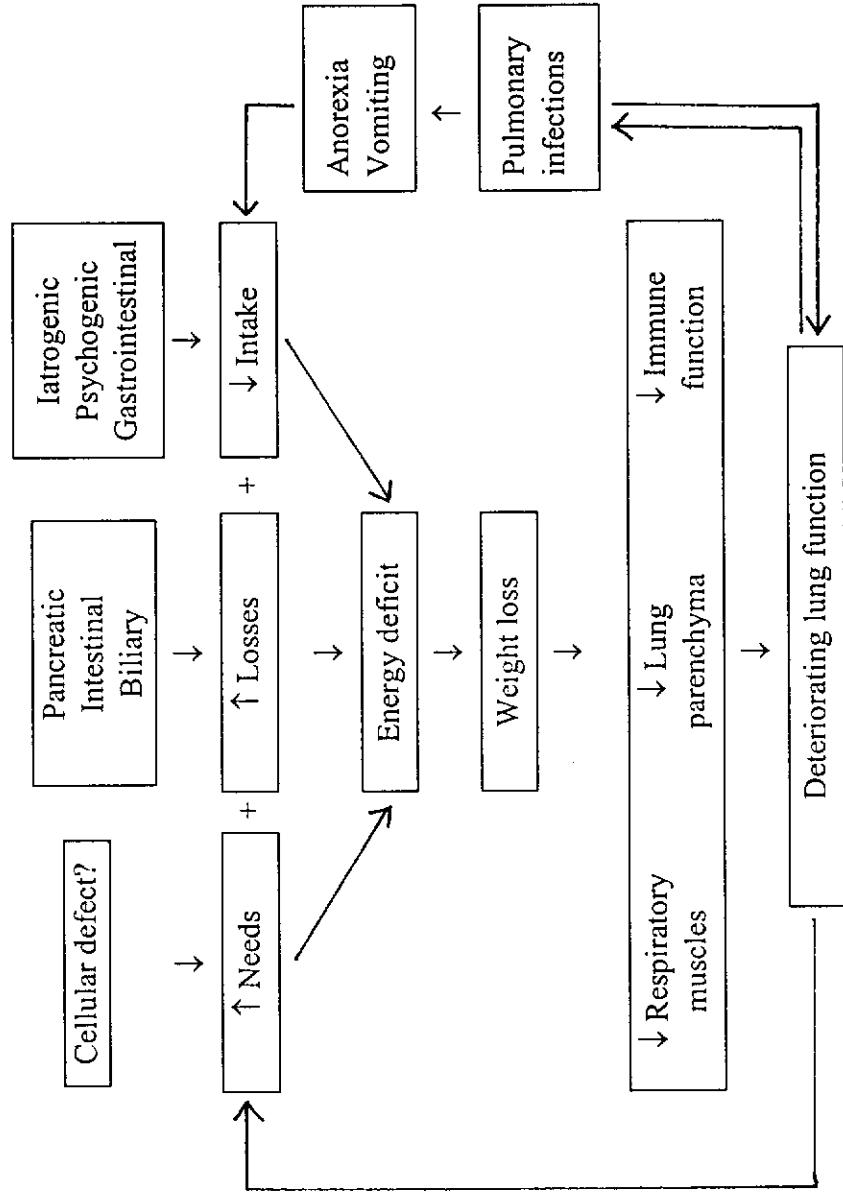 Cellular defect?
Pancreatic
Intestinal
Biliary
Iatrogenic
Psychogenic
Gastrointestinal
↓
↓
↓
↑ Needs
+
↑ Losses
+
↓ Intake
Anorexia
Vomiting
↓
↑
Energy deficit
↓
Pulmonary
infections
Weight loss
↓
↓ Respiratory
muscles
↓ Lung
parenchyma
↓ Immune
function
↓
Deteriorating lung function